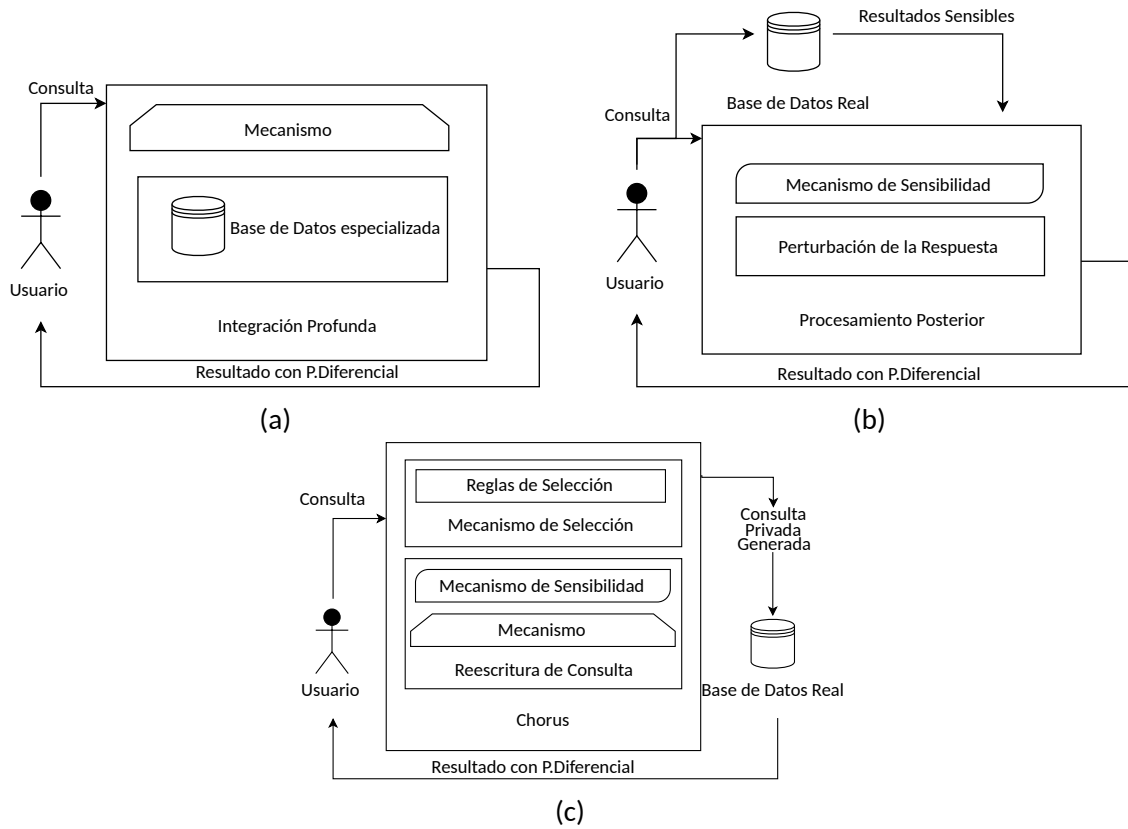 Consulta
Mecanismo
Base de Datos especializada
Usuario
Integración Profunda
Resultado con P.Diferencial
(a)
Resultados Sensibles
Base de Datos Real
Consulta
Mecanismo de Sensibilidad
Perturbación de la Respuesta
Usuario
Procesamiento Posterior
Resultado con P.Diferencial
(b)
Consulta
Reglas de Selección
Mecanismo de Selección
Mecanismo de Sensibilidad
Mecanismo
Reescritura de Consulta
Usuario
Chorus
Consulta
Privada
Generada
Base de Datos Real
Resultado con P.Diferencial
(c)